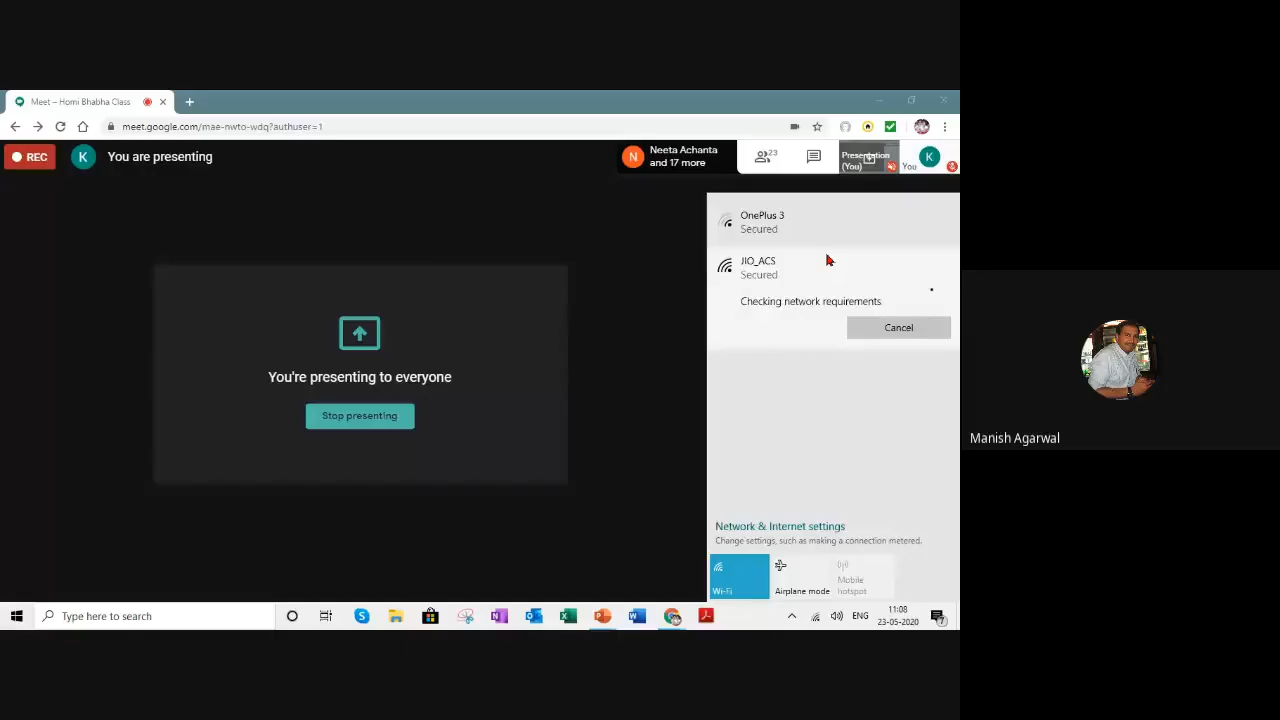 Meet – Homi Bhabha Class
meet.google.com/mae-nwto-wdq?authuser=1
REC
K
You are presenting
N
Neeta Achanta
and 17 more
23
Presentation
(You)
You
K
OnePlus 3
Secured
JIO_ACS
Secured
Checking network requirements
Cancel
You're presenting to everyone
Stop presenting
Manish Agarwal
Network & Internet settings
Change settings, such as making a connection metered.
Wi-Fi
Airplane mode
Mobile
hotspot
Type here to search
ENG
11:08
23-05-2020
7